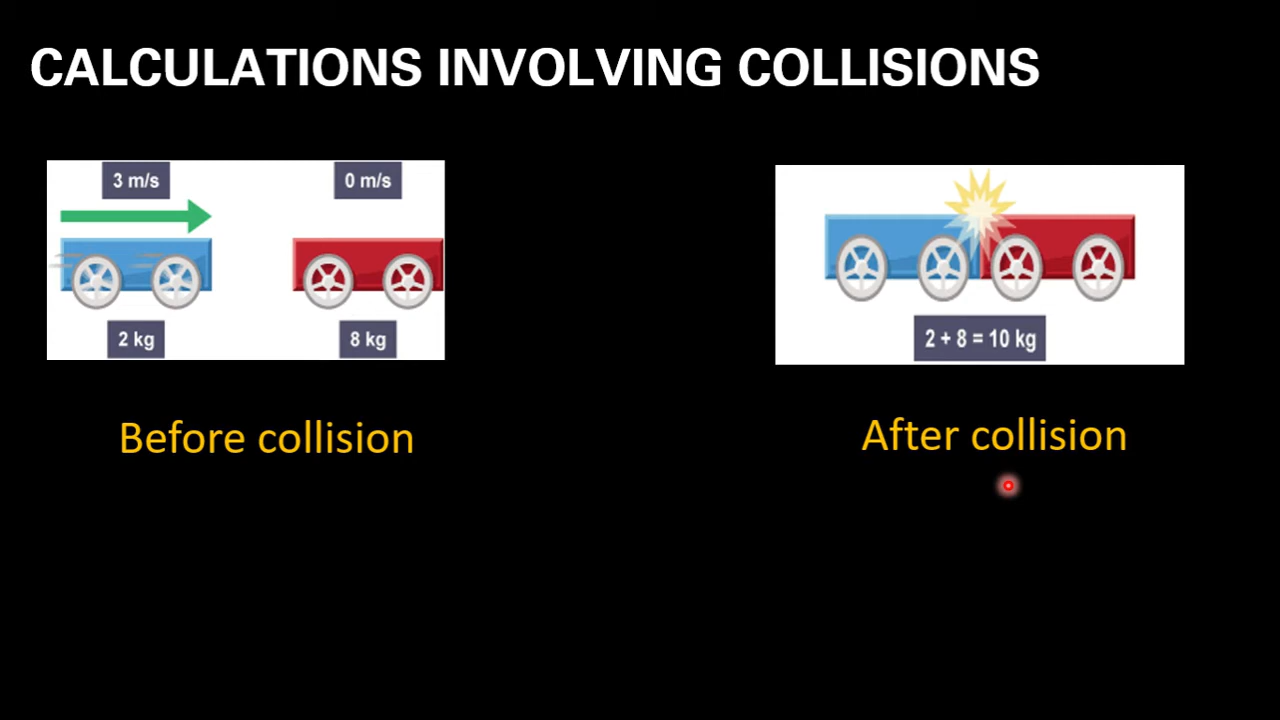 CALCULATIONS INVOLVING COLLISIONS
3 m/s
0 m/s
2 kg
8 kg
2 + 8 = 10 kg
Before collision
After collision